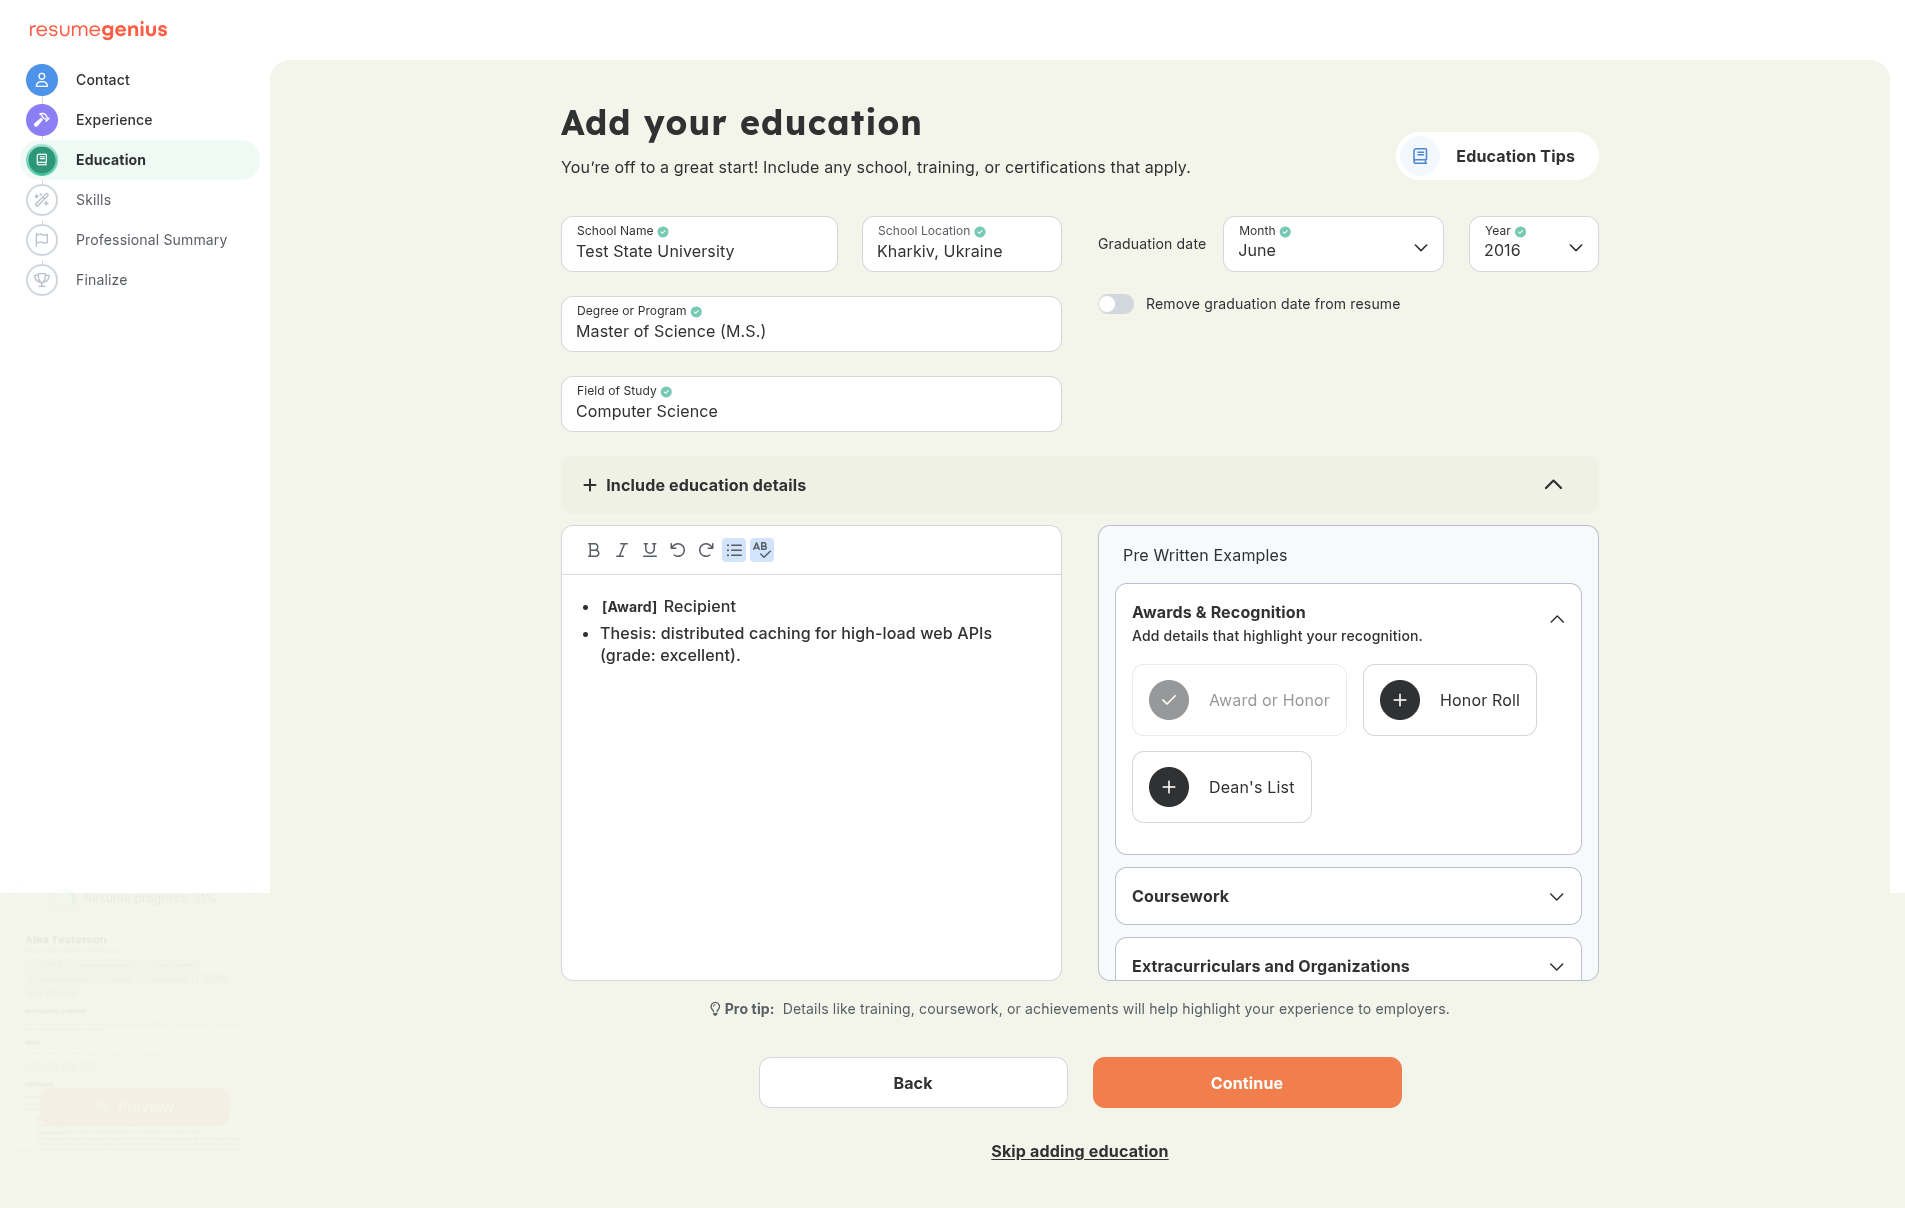 resumegenius
Contact
Experience
Education
Skills
Professional Summary
Finalize
Add your education
You're off to a great start! Include any school, training, or certifications that apply.
Education Tips
School Name
Test State University
School Location
Kharkiv, Ukraine
Graduation date
Month
June
Year
2016
Remove graduation date from resume
Degree or Program
Master of Science (M.S.)
Field of Study
Computer Science
+ Include education details
B I U AB
• [Award] Recipient
• Thesis: distributed caching for high-load web APIs
(grade: excellent).
Pre Written Examples
Awards & Recognition
Add details that highlight your recognition.
Award or Honor
Honor Roll
Dean's List
Coursework
Extracurriculars and Organizations
Pro tip: Details like training, coursework, or achievements will help highlight your experience to employers.
Back
Continue
Skip adding education
Resume progress: 31%
Alex Testerson
Preview